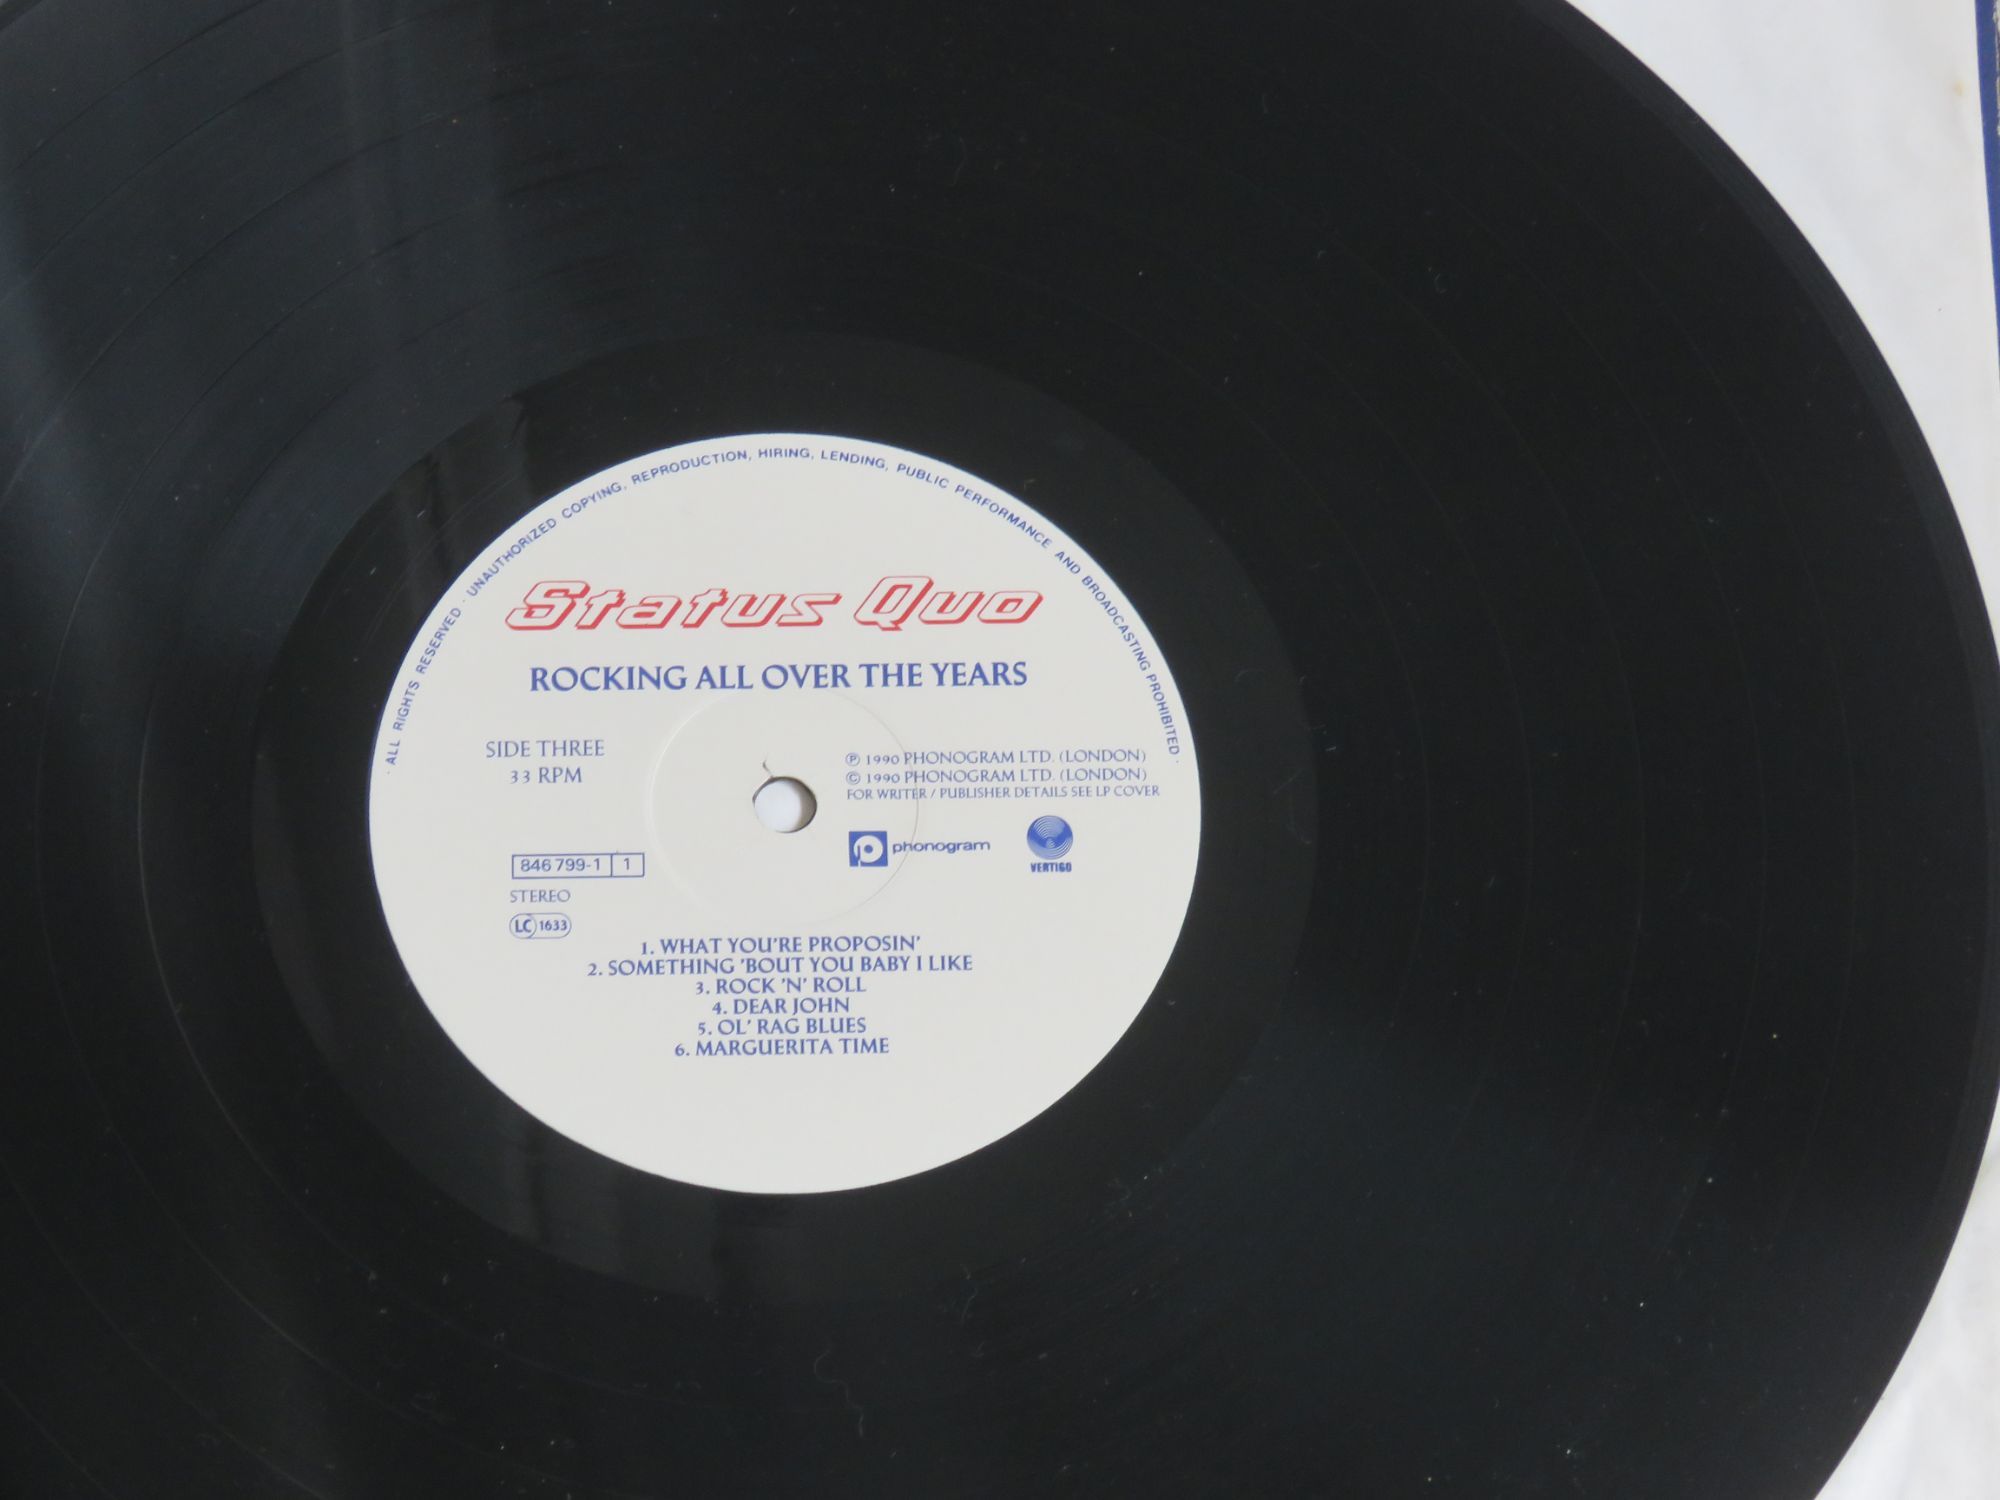 · ALL RIGHTS RESERVED · UNAUTHORIZED COPYING, REPRODUCTION, HIRING, LENDING, PUBLIC PERFORMANCE AND BROADCASTING PROHIBITED ·
Status Quo
ROCKING ALL OVER THE YEARS
SIDE THREE
33 RPM
℗ 1990 PHONOGRAM LTD. (LONDON)
© 1990 PHONOGRAM LTD. (LONDON)
FOR WRITER / PUBLISHER DETAILS SEE LP COVER
p phonogram
VERTIGO
846 799-1 1
STEREO
LC 1633
1. WHAT YOU'RE PROPOSIN'
2. SOMETHING 'BOUT YOU BABY I LIKE
3. ROCK 'N' ROLL
4. DEAR JOHN
5. OL' RAG BLUES
6. MARGUERITA TIME